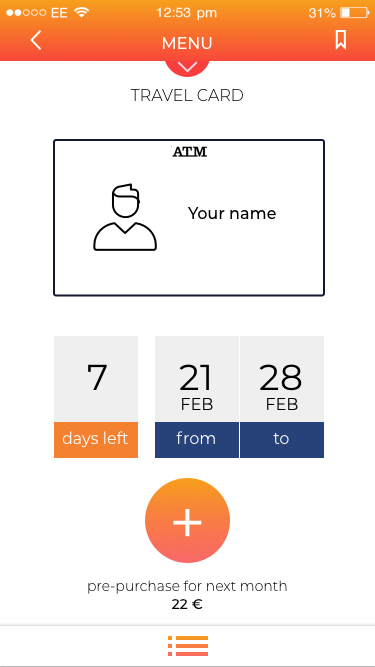 EE 12:53 pm 31%
MENU
TRAVEL CARD
ATM
Your name
7
days left
21
FEB
from
28
FEB
to
+
pre-purchase for next month
22 €